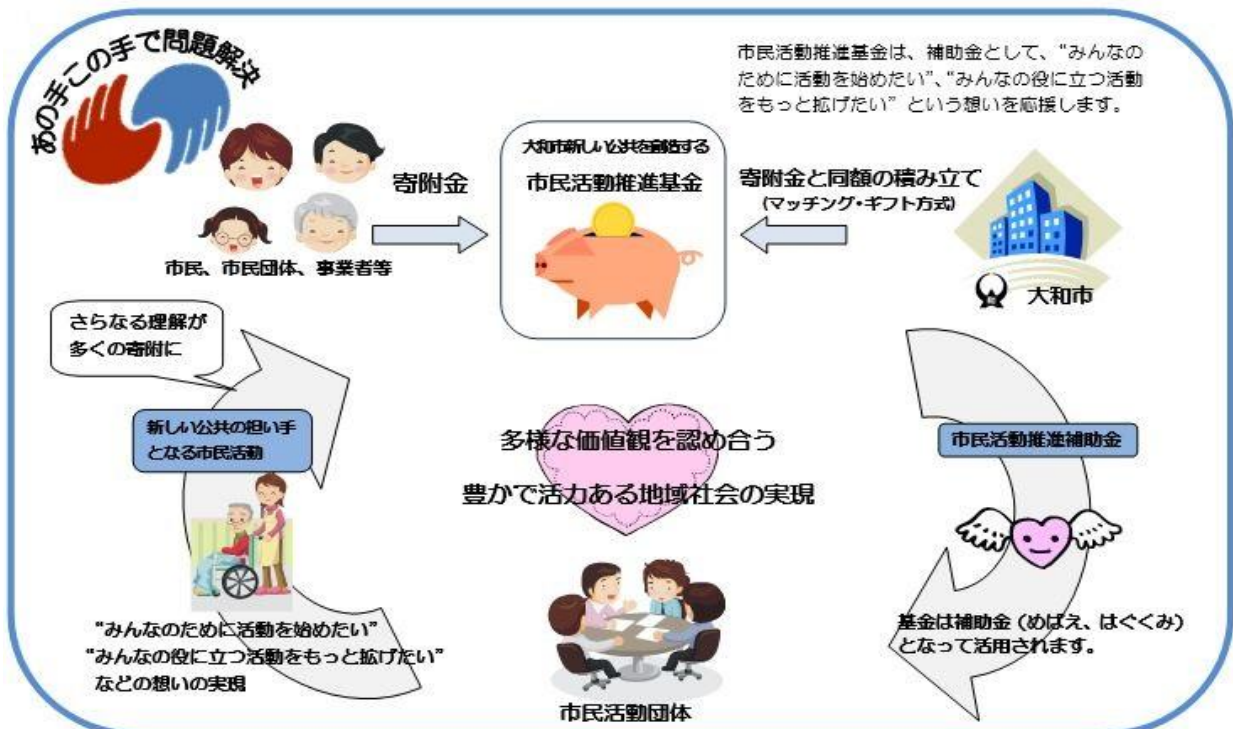 あの手この手で問題解決
市民活動推進基金は、補助金として、“みんなの
ために活動を始めたい”、“みんなの役に立つ活動
をもっと拡げたい” という想いを応援します。
大和市新しい公共を創造する
市民活動推進基金
寄附金
寄附金と同額の積み立て
(マッチング・ギフト方式)
市民、市民団体、事業者等
大和市
さらなる理解が
多くの寄附に
新しい公共の担い手
となる市民活動
多様な価値観を認め合う
豊かで活力ある地域社会の実現
市民活動推進補助金
“みんなのために活動を始めたい”
“みんなの役に立つ活動をもっと拡げたい”
などの想いの実現
基金は補助金（めばえ、はぐくみ）
となって活用されます。
市民活動団体